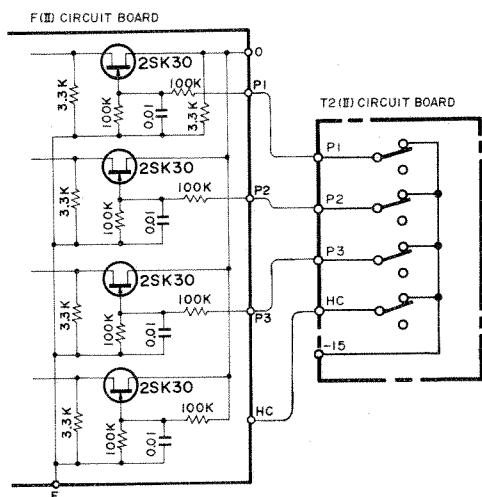 F(II) CIRCUIT BOARD
2SK30
O
100K
P1
3.3K
100K
0.01
3.3K
T2(II) CIRCUIT BOARD
2SK30
100K
P2
3.3K
100K
0.01
P1
P2
P3
HC
-15
2SK30
100K
P3
3.3K
100K
0.01
2SK30
100K
HC
3.3K
100K
0.01
E